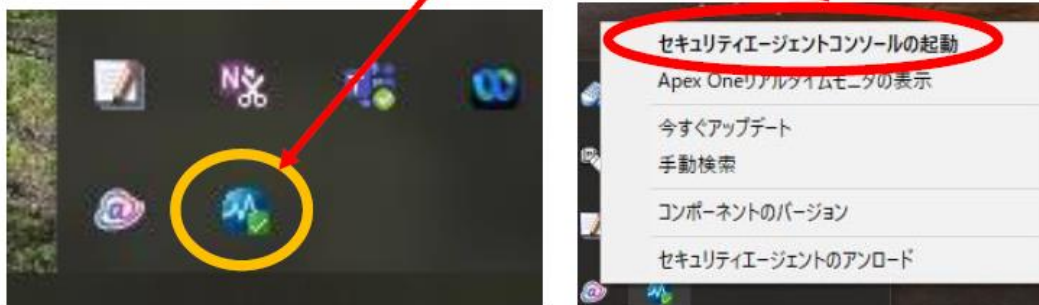 セキュリティエージェントコンソールの起動
Apex Oneリアルタイムモニタの表示
今すぐアップデート
手動検索
コンポーネントのバージョン
セキュリティエージェントのアンロード